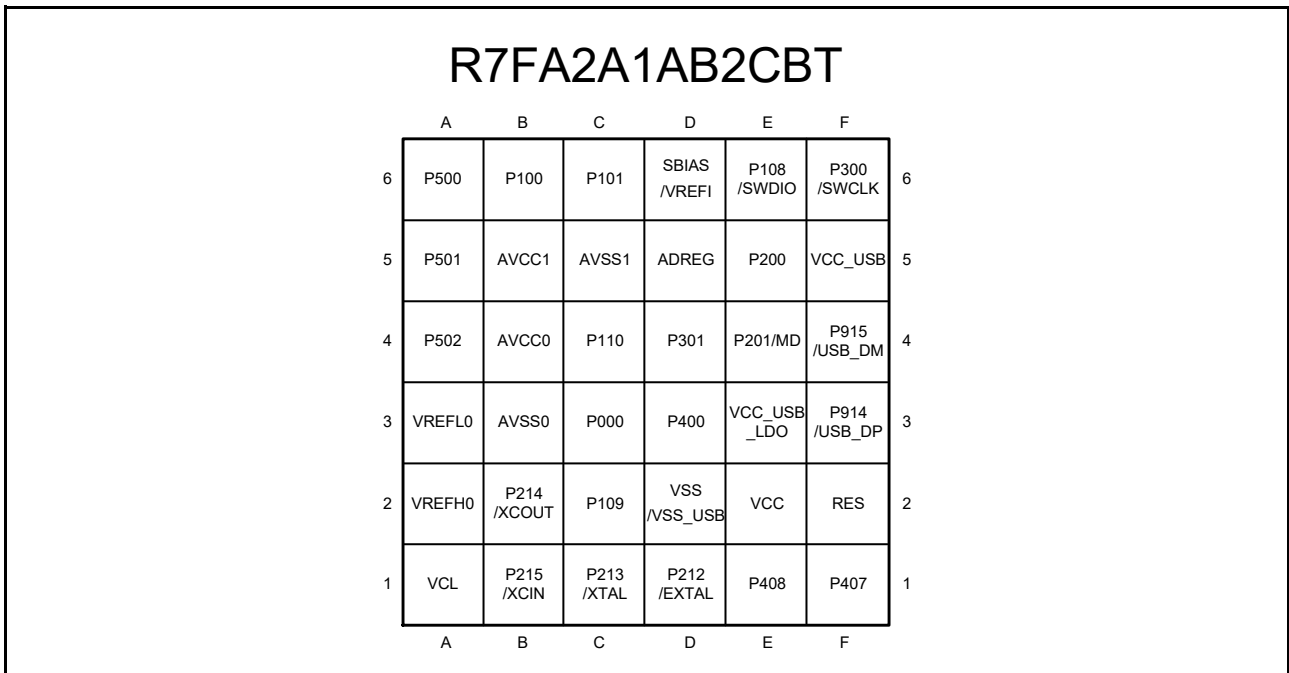 R7FA2A1AB2CBT
A B C D E F
6 P500 P100 P101 SBIAS /VREFI P108 /SWDIO P300 /SWCLK 6
5 P501 AVCC1 AVSS1 ADREG P200 VCC_USB 5
4 P502 AVCC0 P110 P301 P201/MD P915 /USB_DM 4
3 VREFL0 AVSS0 P000 P400 VCC_USB _LDO P914 /USB_DP 3
2 VREFH0 P214 /XCOUT P109 VSS /VSS_USB VCC RES 2
1 VCL P215 /XCIN P213 /XTAL P212 /EXTAL P408 P407 1
A B C D E F